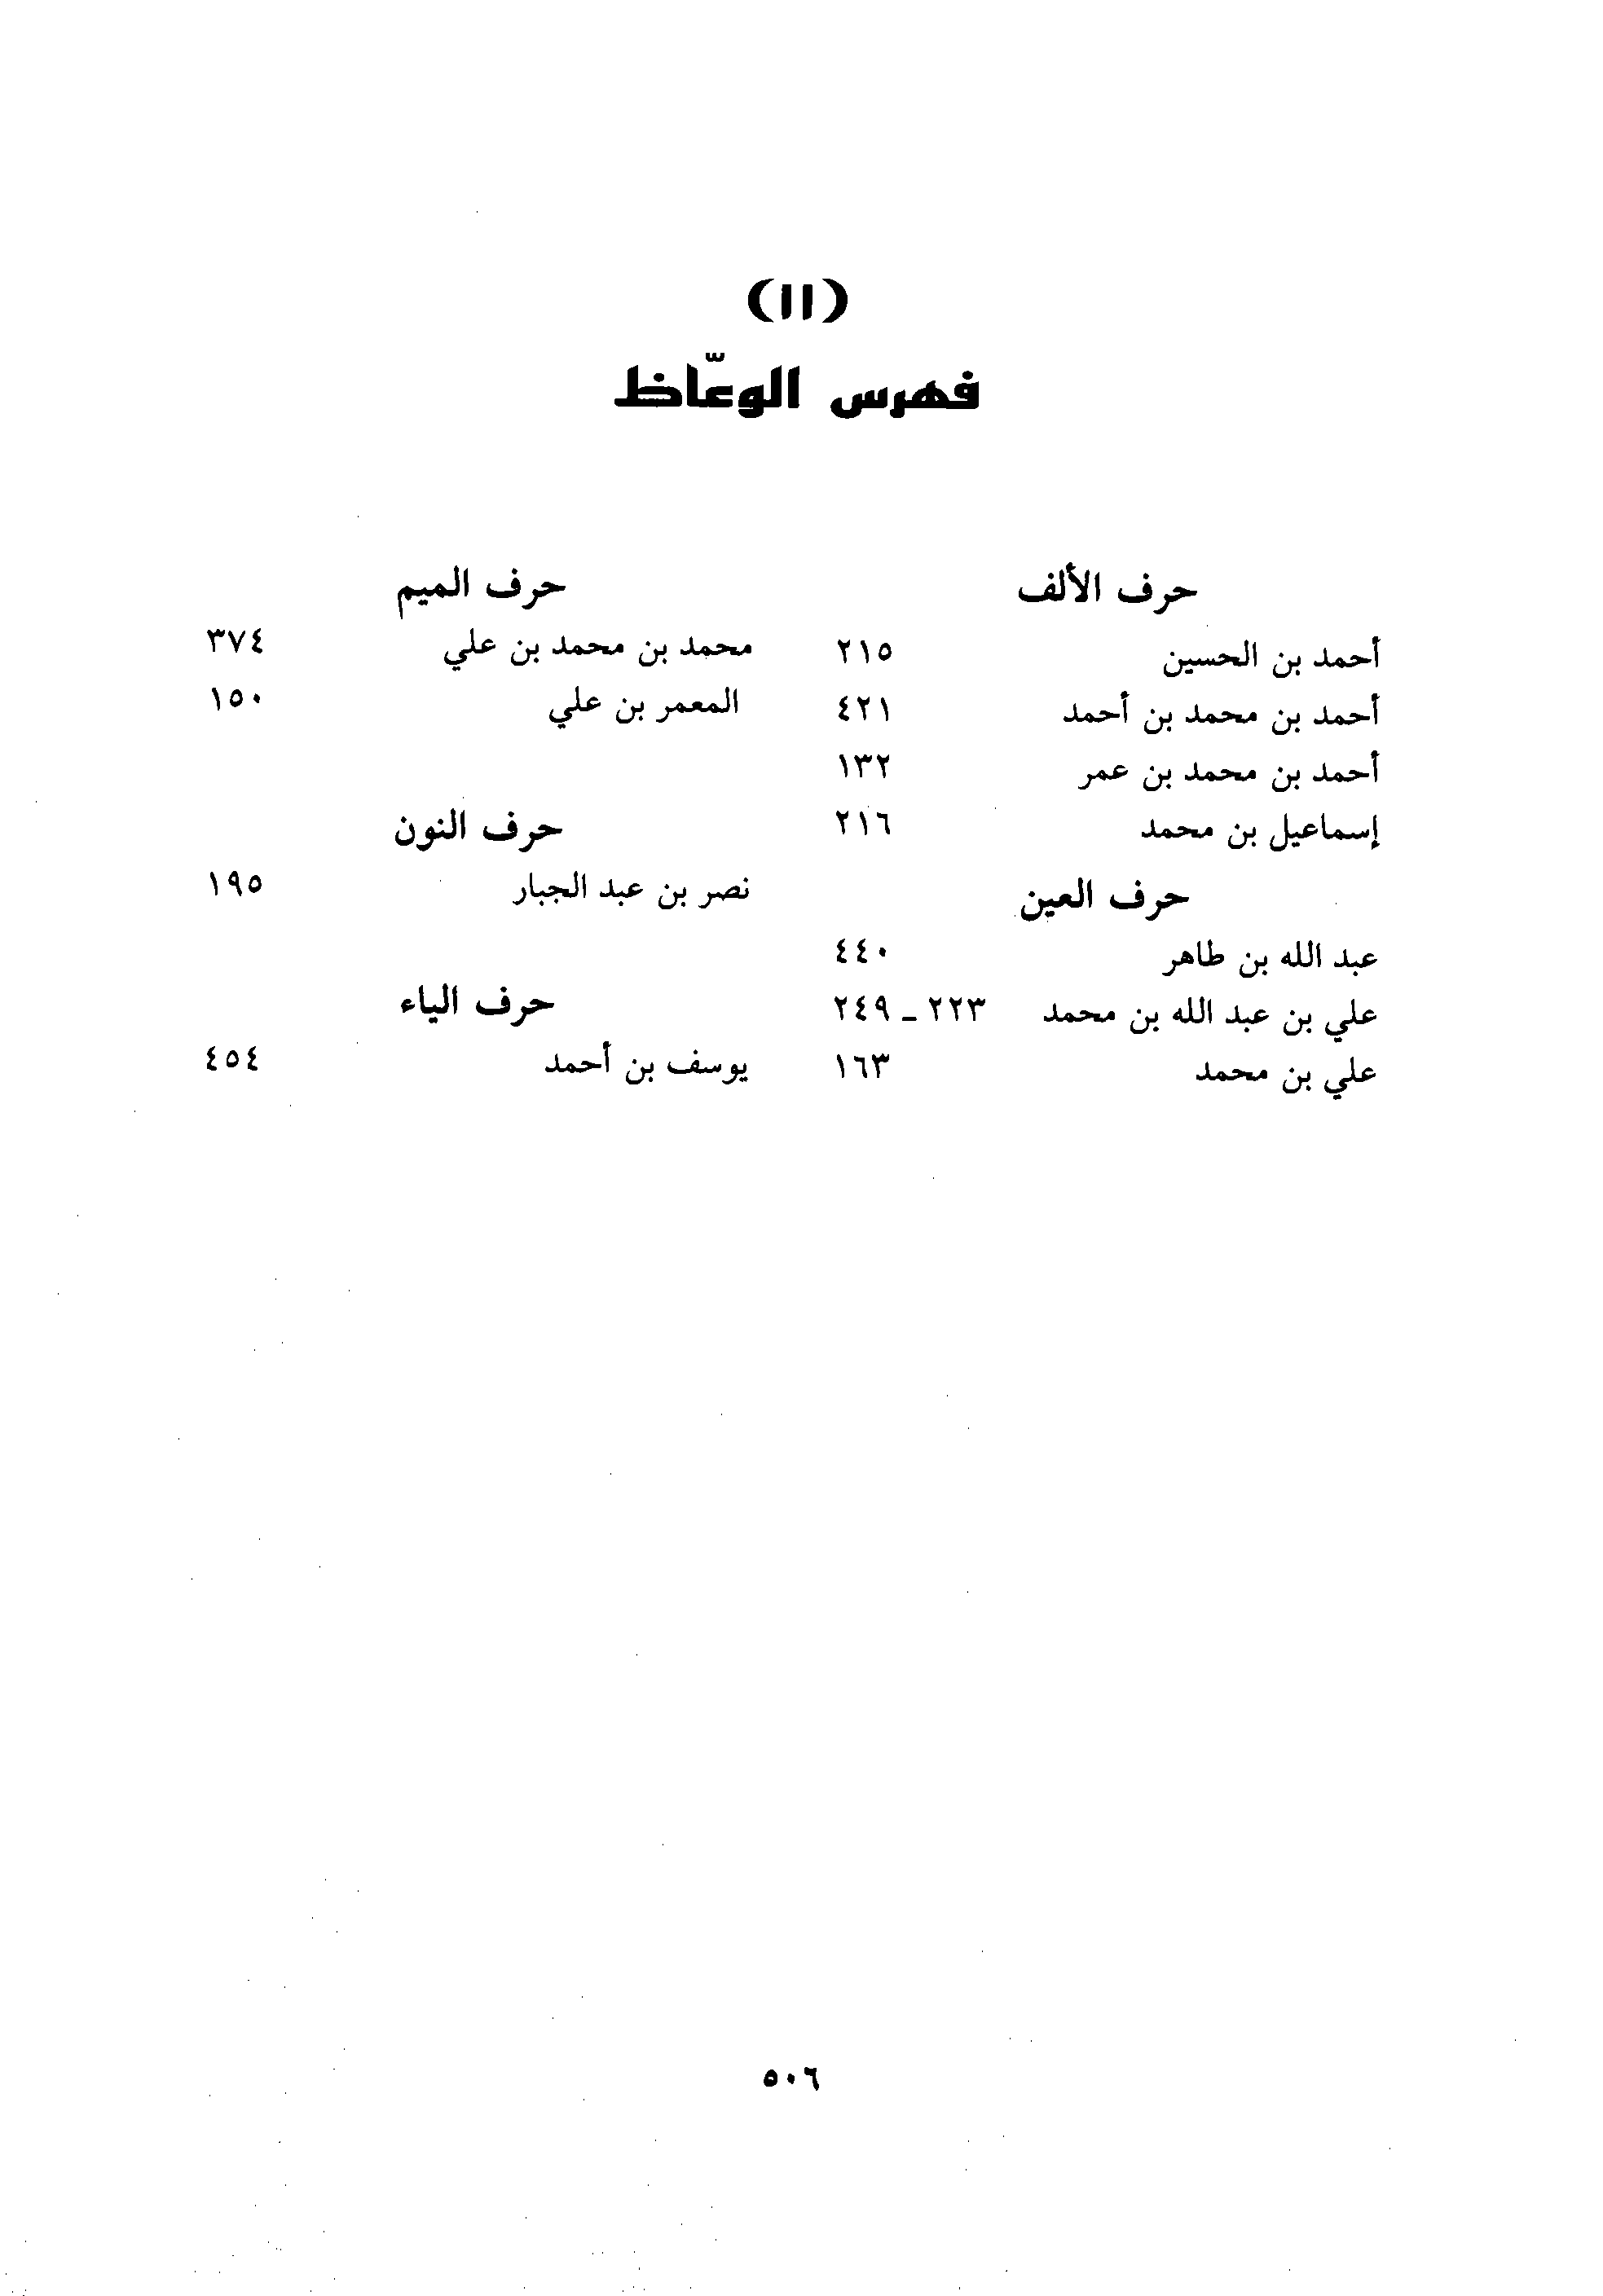 (١١)
فهرس الوعّاظ
حرف الألف
أحمد بن الحسين ٢١٥
أحمد بن محمد بن أحمد ٤٢١
أحمد بن محمد بن عمر ١٣٢
إسماعيل بن محمد ٢١٦
حرف العين
عبد الله بن طاهر ٤٤٠
علي بن عبد الله بن محمد ٢٢٣ - ٢٤٩
علي بن محمد ١٦٣
حرف الميم
محمد بن محمد بن علي ٣٧٤
المعمر بن علي ١٥٠
حرف النون
نصر بن عبد الجبار ١٩٥
حرف الياء
يوسف بن أحمد ٤٥٤
٥٠٦